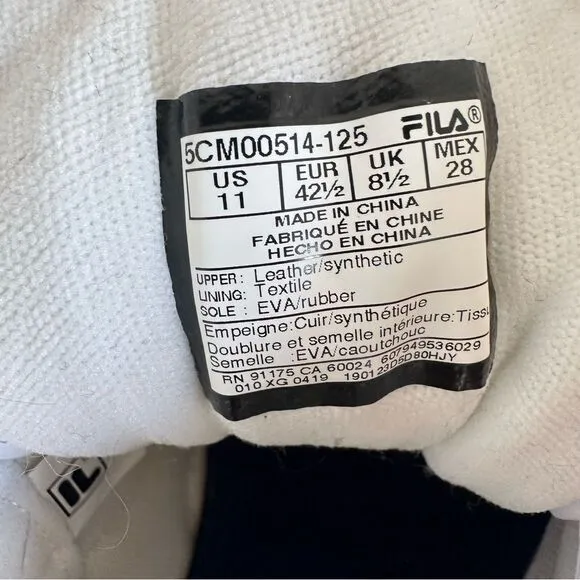 5CM00514-125 FILA®
US EUR UK MEX
11 42½ 8½ 28
MADE IN CHINA
FABRIQUÉ EN CHINE
HECHO EN CHINA
UPPER: Leather/synthetic
LINING: Textile
SOLE : EVA/rubber
Empeigne:Cuir/synthétique
Doublure et semelle intérieure:Tissu
Semelle :EVA/caoutchouc
RN 91175 CA 60024 607949536029
010 XG 0419 190123D5D80HJY